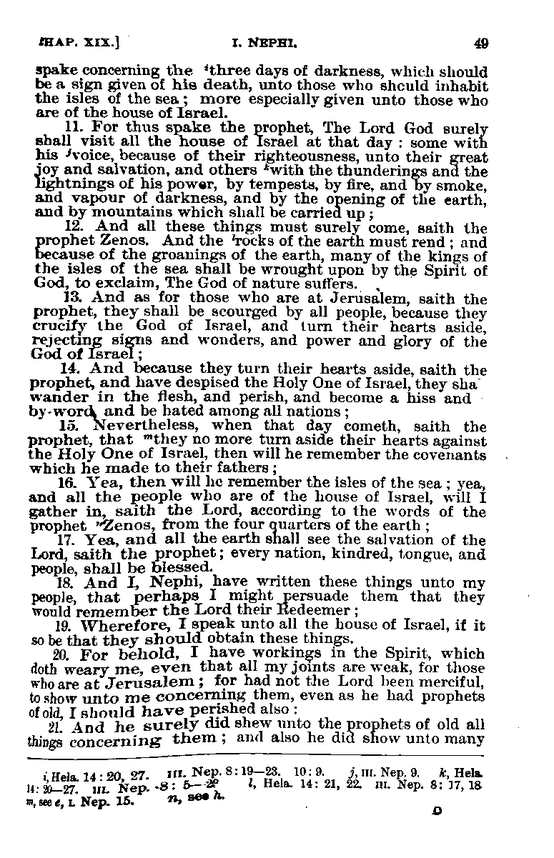 CHAP. XIX.] I. NEPHI. 49
spake concerning the ⁱthree days of darkness, which should
be a sign given of his death, unto those who should inhabit
the isles of the sea; more especially given unto those who
are of the house of Israel.
11. For thus spake the prophet, The Lord God surely
shall visit all the house of Israel at that day: some with
his ʲvoice, because of their righteousness, unto their great
joy and salvation, and others ᵏwith the thunderings and the
lightnings of his power, by tempests, by fire, and by smoke,
and vapour of darkness, and by the opening of the earth,
and by mountains which shall be carried up;
12. And all these things must surely come, saith the
prophet Zenos. And the ˡrocks of the earth must rend; and
because of the groanings of the earth, many of the kings of
the isles of the sea shall be wrought upon by the Spirit of
God, to exclaim, The God of nature suffers.
13. And as for those who are at Jerusalem, saith the
prophet, they shall be scourged by all people, because they
crucify the God of Israel, and turn their hearts aside,
rejecting signs and wonders, and power and glory of the
God of Israel;
14. And because they turn their hearts aside, saith the
prophet, and have despised the Holy One of Israel, they sha
wander in the flesh, and perish, and become a hiss and
by-word, and be hated among all nations;
15. Nevertheless, when that day cometh, saith the
prophet, that ᵐthey no more turn aside their hearts against
the Holy One of Israel, then will he remember the covenants
which he made to their fathers;
16. Yea, then will he remember the isles of the sea; yea,
and all the people who are of the house of Israel, will I
gather in, saith the Lord, according to the words of the
prophet ⁿZenos, from the four quarters of the earth;
17. Yea, and all the earth shall see the salvation of the
Lord, saith the prophet; every nation, kindred, tongue, and
people, shall be blessed.
18. And I, Nephi, have written these things unto my
people, that perhaps I might persuade them that they
would remember the Lord their Redeemer;
19. Wherefore, I speak unto all the house of Israel, if it
so be that they should obtain these things.
20. For behold, I have workings in the Spirit, which
doth weary me, even that all my joints are weak, for those
who are at Jerusalem; for had not the Lord been merciful,
to show unto me concerning them, even as he had prophets
of old, I should have perished also:
21. And he surely did shew unto the prophets of old all
things concerning them; and also he did show unto many
i, Hela. 14: 20, 27. III. Nep. 8: 19—23. 10: 9. j, III. Nep. 9. k, Hela
14: 20—27. III. Nep. 8: 5— l, Hela. 14: 21, 22. III. Nep. 8: 17, 18
m, see e, I. Nep. 15. n, see h.
D